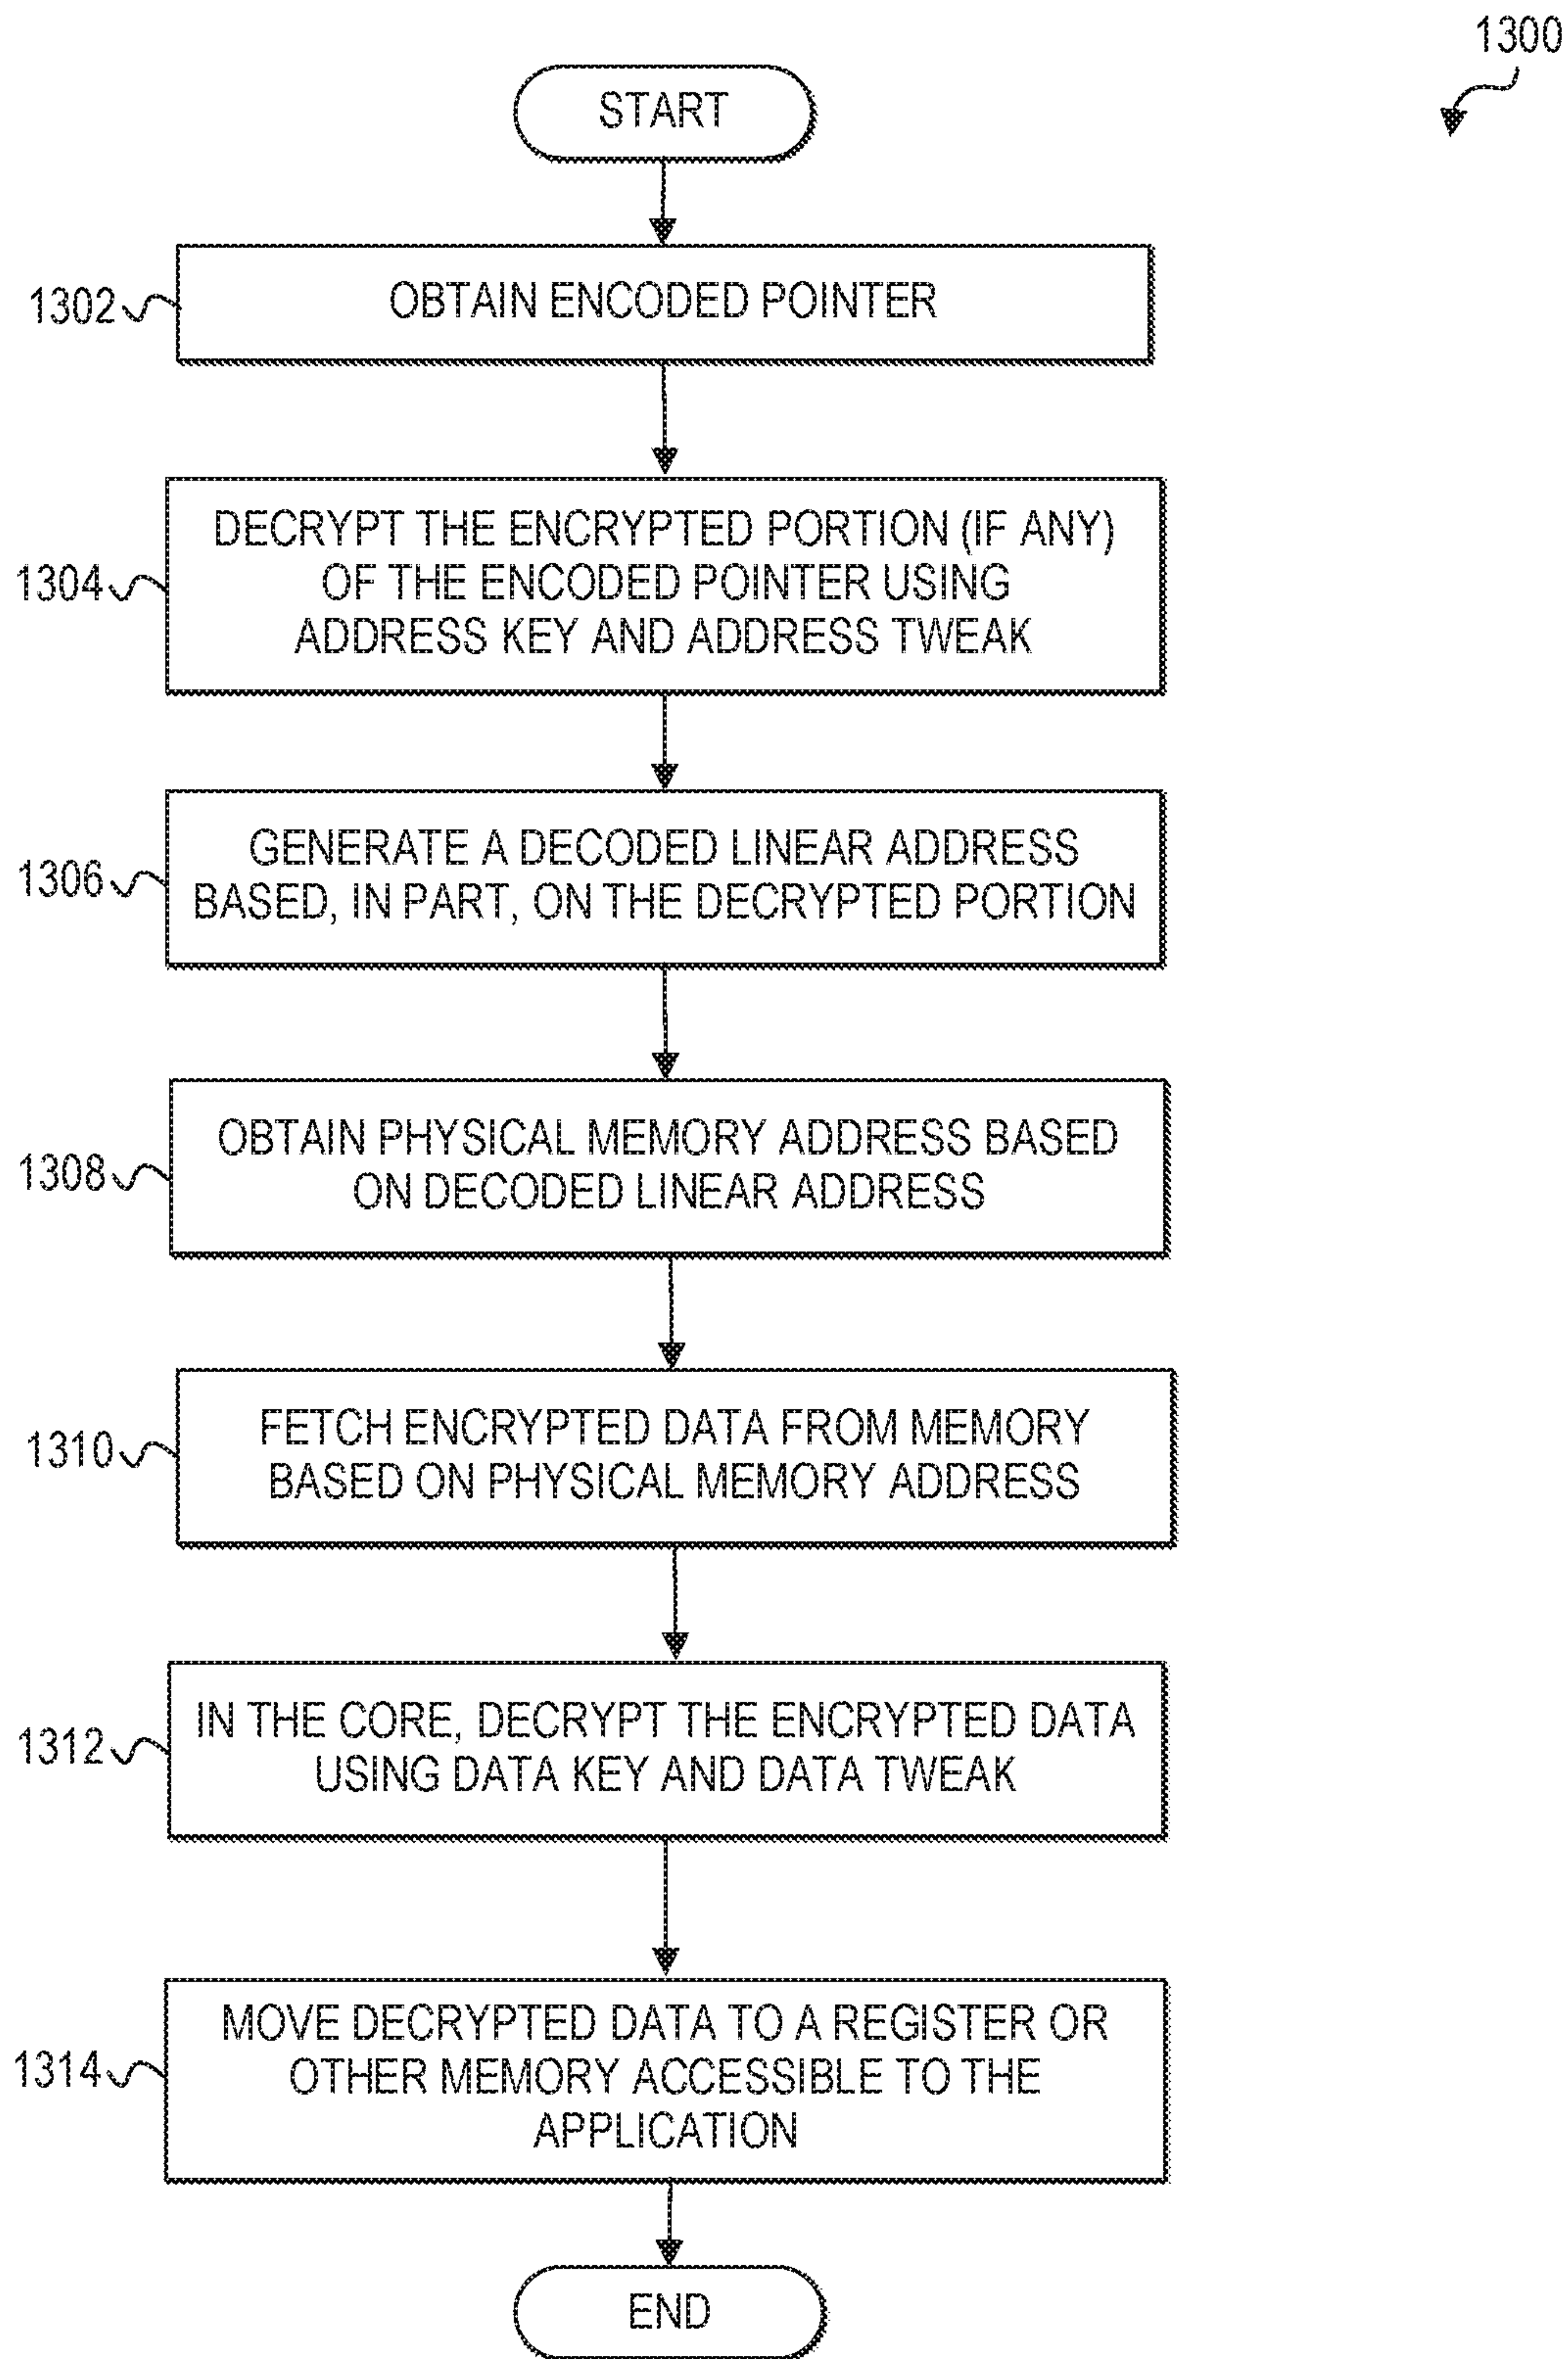 1300
START
1302
OBTAIN ENCODED POINTER
1304
DECRYPT THE ENCRYPTED PORTION (IF ANY)
OF THE ENCODED POINTER USING
ADDRESS KEY AND ADDRESS TWEAK
1306
GENERATE A DECODED LINEAR ADDRESS
BASED, IN PART, ON THE DECRYPTED PORTION
1308
OBTAIN PHYSICAL MEMORY ADDRESS BASED
ON DECODED LINEAR ADDRESS
1310
FETCH ENCRYPTED DATA FROM MEMORY
BASED ON PHYSICAL MEMORY ADDRESS
1312
IN THE CORE, DECRYPT THE ENCRYPTED DATA
USING DATA KEY AND DATA TWEAK
1314
MOVE DECRYPTED DATA TO A REGISTER OR
OTHER MEMORY ACCESSIBLE TO THE
APPLICATION
END